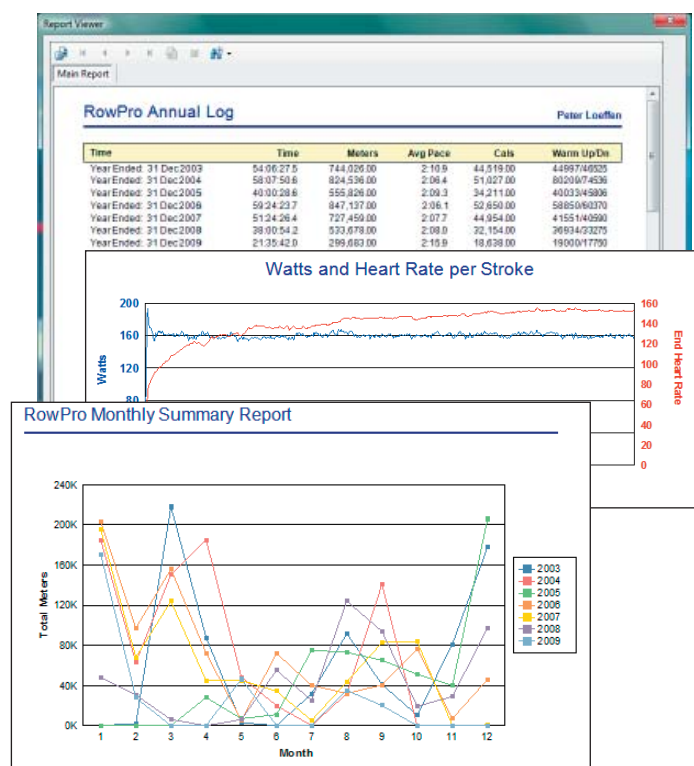 Report Viewer
Main Report
RowPro Annual Log
Peter Loeffen
Time Time Meters Avg Pace Cals Warm Up/Dn
Year Ended: 31 Dec 2003 54:06:27.5 744,026.00 2:10.9 44,519.00 44997/46525
Year Ended: 31 Dec 2004 58:07:50.6 824,536.00 2:06.4 51,027.00 80209/74536
Year Ended: 31 Dec 2005 40:00:28.6 555,826.00 2:09.3 34,211.00 40033/45806
Year Ended: 31 Dec 2006 59:24:23.7 847,137.00 2:06.1 52,650.00 58850/60370
Year Ended: 31 Dec 2007 51:24:26.4 727,459.00 2:07.7 44,954.00 41551/40590
Year Ended: 31 Dec 2008 38:00:54.2 533,678.00 2:08.0 32,154.00 36934/33275
Year Ended: 31 Dec 2009 21:35:42.0 299,683.00 2:15.9 18,638.00 19000/17750
Watts and Heart Rate per Stroke
200
160
120
80
Watts
160
140
120
100
80
60
40
20
0
End Heart Rate
RowPro Monthly Summary Report
240K
200K
160K
120K
80K
40K
0K
Total Meters
1 2 3 4 5 6 7 8 9 10 11 12
Month
2003
2004
2005
2006
2007
2008
2009